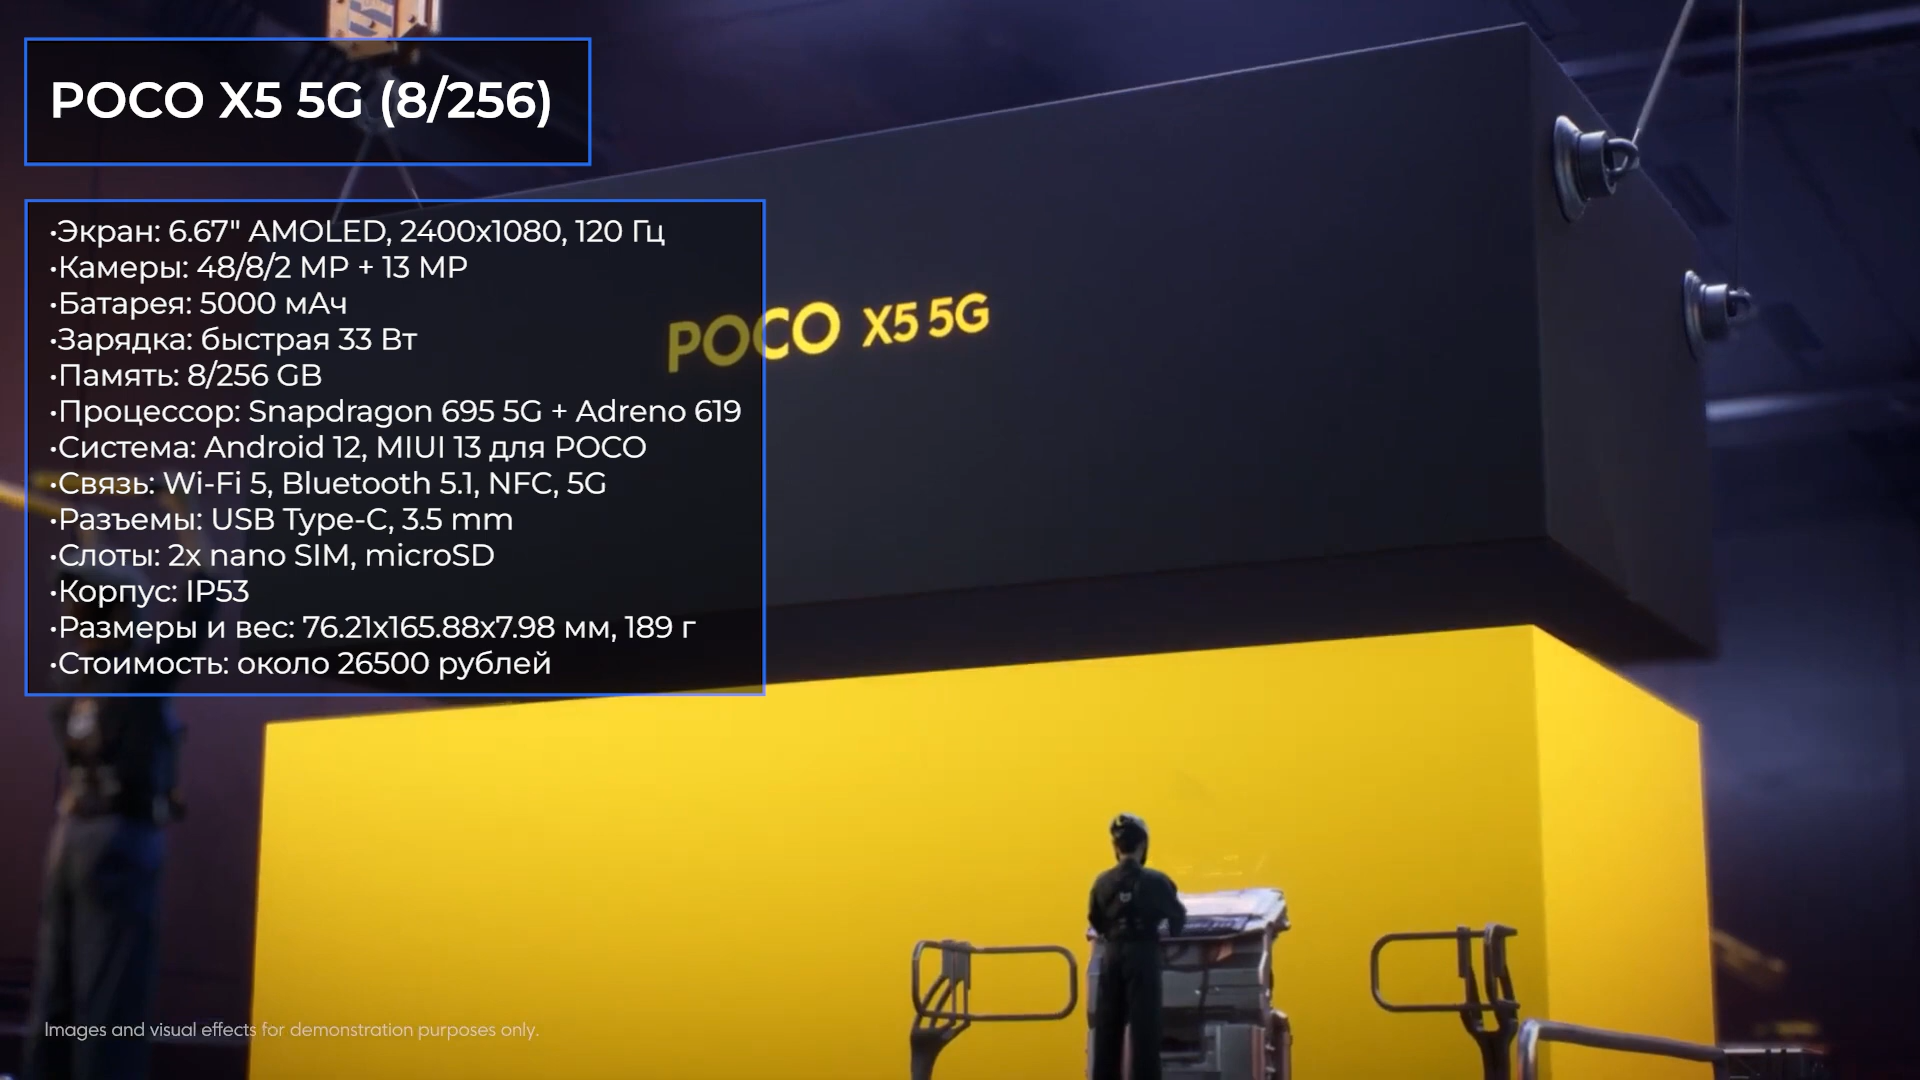 POCO X5 5G (8/256)
•Экран: 6.67" AMOLED, 2400x1080, 120 Гц
•Камеры: 48/8/2 MP + 13 MP
•Батарея: 5000 мАч
•Зарядка: быстрая 33 Вт
•Память: 8/256 GB
•Процессор: Snapdragon 695 5G + Adreno 619
•Система: Android 12, MIUI 13 для POCO
•Связь: Wi-Fi 5, Bluetooth 5.1, NFC, 5G
•Разъемы: USB Type-C, 3.5 mm
•Слоты: 2x nano SIM, microSD
•Корпус: IP53
•Размеры и вес: 76.21x165.88x7.98 мм, 189 г
•Стоимость: около 26500 рублей
POCO X5 5G
Images and visual effects for demonstration purposes only.